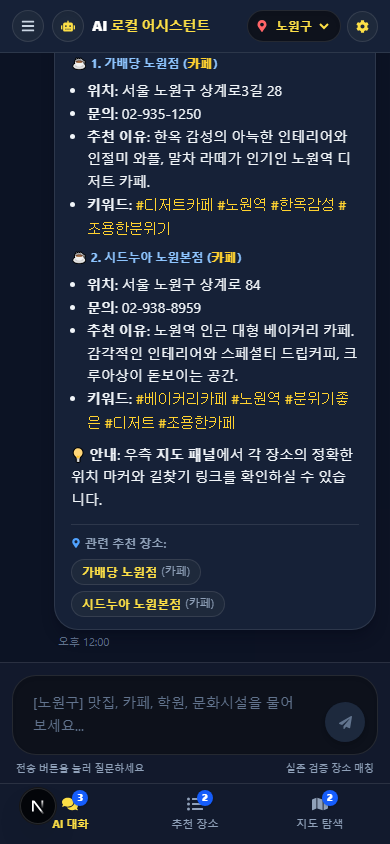 AI 로컬 어시스턴트
노원구
☕ 1. 가배당 노원점 (카페)
• 위치: 서울 노원구 상계로3길 28
• 문의: 02-935-1250
• 추천 이유: 한옥 감성의 아늑한 인테리어와
인절미 와플, 말차 라떼가 인기인 노원역 디
저트 카페.
• 키워드: #디저트카페 #노원역 #한옥감성 #
조용한분위기
☕ 2. 시드누아 노원본점 (카페)
• 위치: 서울 노원구 상계로 84
• 문의: 02-938-8959
• 추천 이유: 노원역 인근 대형 베이커리 카페.
감각적인 인테리어와 스페셜티 드립커피, 크
루아상이 돋보이는 공간.
• 키워드: #베이커리카페 #노원역 #분위기좋
은 #디저트 #조용한카페
💡 안내: 우측 지도 패널에서 각 장소의 정확한
위치 마커와 길찾기 링크를 확인하실 수 있습
니다.
관련 추천 장소:
가배당 노원점 (카페)
시드누아 노원본점 (카페)
오후 12:00
[노원구] 맛집, 카페, 학원, 문화시설을 물어
보세요...
전송 버튼을 눌러 질문하세요
실존 검증 장소 매칭
N
3
2
2
AI 대화
추천 장소
지도 탐색